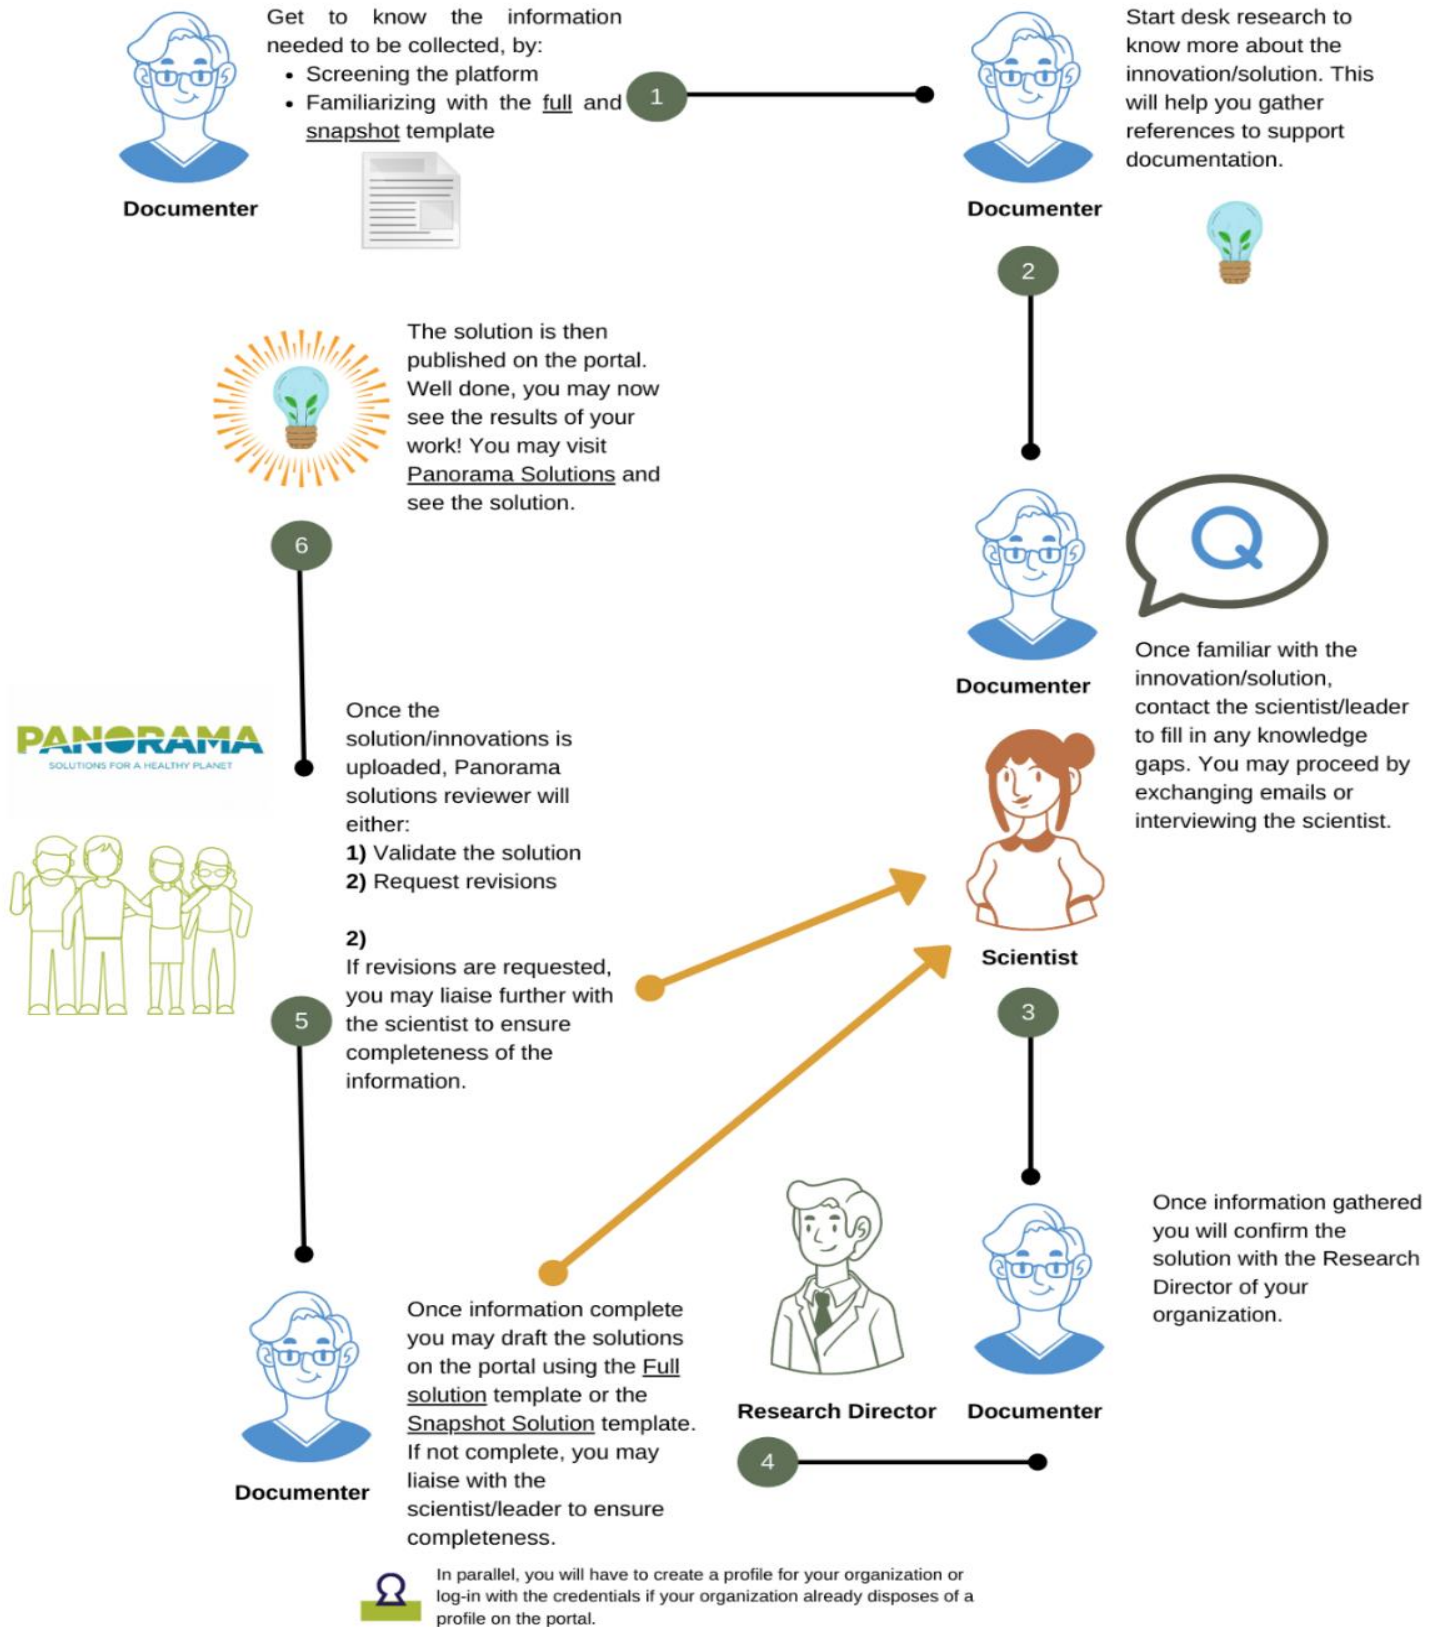 Get to know the information
needed to be collected, by:
• Screening the platform
• Familiarizing with the full and
snapshot template
Documenter
1
Start desk research to
know more about the
innovation/solution. This
will help you gather
references to support
documentation.
Documenter
2
Documenter
Q
Once familiar with the
innovation/solution,
contact the scientist/leader
to fill in any knowledge
gaps. You may proceed by
exchanging emails or
interviewing the scientist.
Scientist
3
Once information gathered
you will confirm the
solution with the Research
Director of your
organization.
Research Director
Documenter
4
Once information complete
you may draft the solutions
on the portal using the Full
solution template or the
Snapshot Solution template.
If not complete, you may
liaise with the
scientist/leader to ensure
completeness.
Documenter
In parallel, you will have to create a profile for your organization or
log-in with the credentials if your organization already disposes of a
profile on the portal.
5
PANORAMA
SOLUTIONS FOR A HEALTHY PLANET
Once the
solution/innovations is
uploaded, Panorama
solutions reviewer will
either:
1) Validate the solution
2) Request revisions
2)
If revisions are requested,
you may liaise further with
the scientist to ensure
completeness of the
information.
6
The solution is then
published on the portal.
Well done, you may now
see the results of your
work! You may visit
Panorama Solutions and
see the solution.